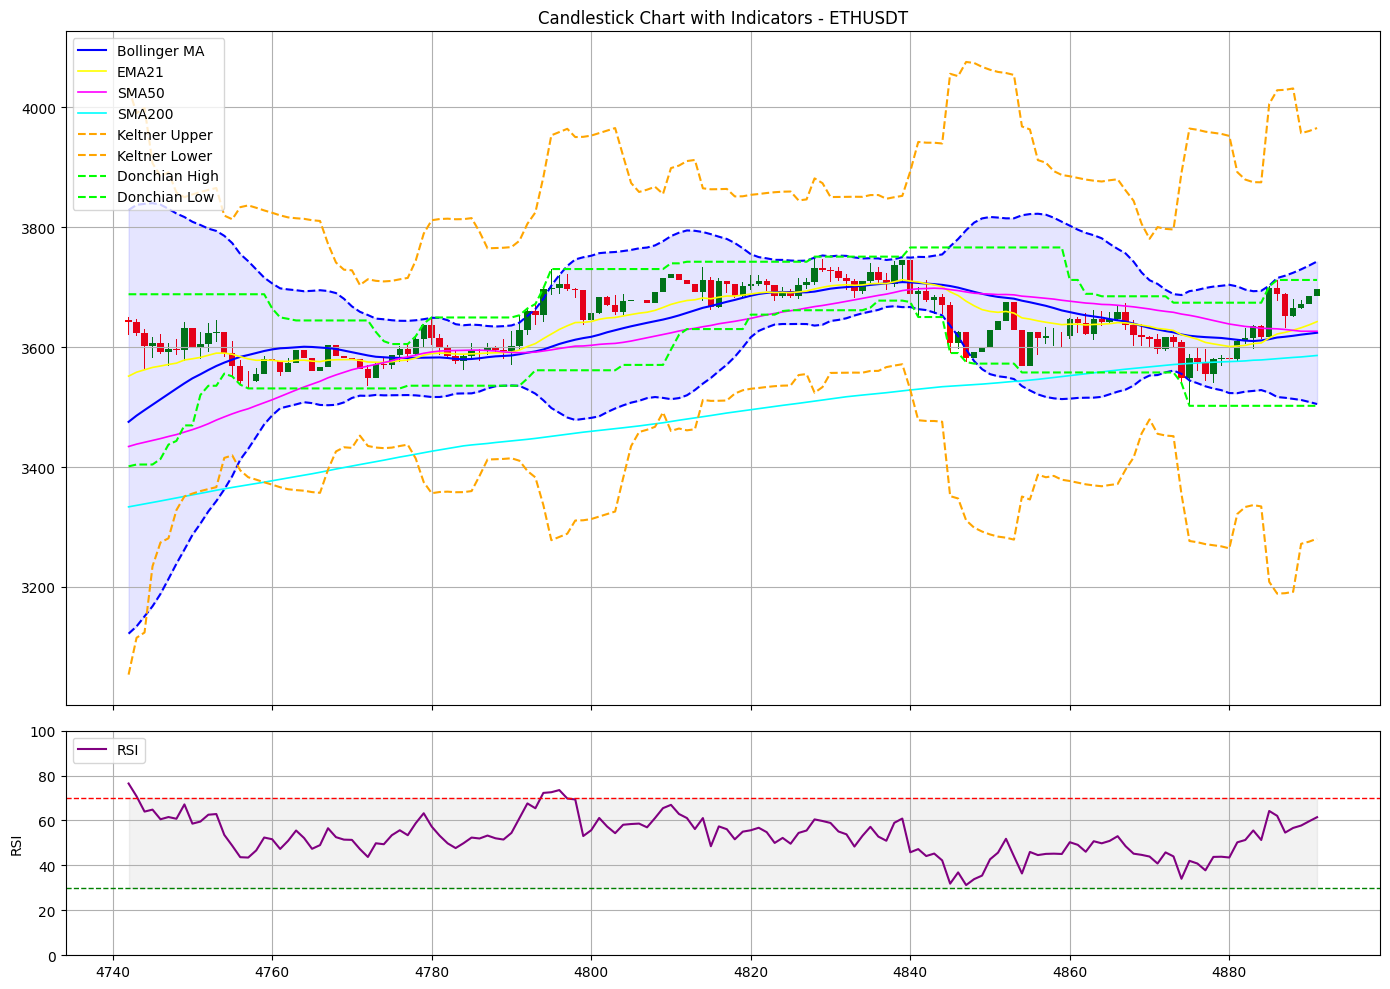 Candlestick Chart with Indicators - ETHUSDT
Bollinger MA
EMA21
SMA50
SMA200
Keltner Upper
Keltner Lower
Donchian High
Donchian Low
4000
3800
3600
3400
3200
RSI
100
80
60
40
20
0
RSI
4740 4760 4780 4800 4820 4840 4860 4880